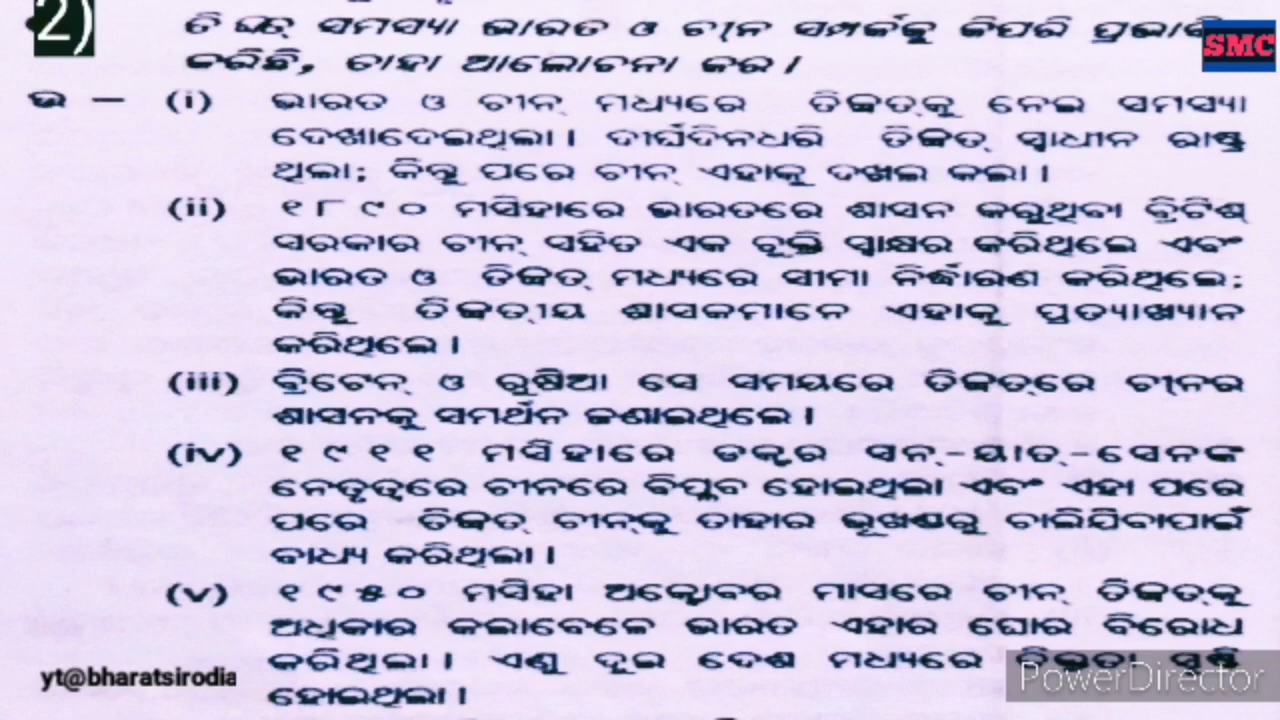 2)
ତିବ୍ବତ୍ ସମସ୍ୟା ଭାରତ ଓ ଚୀନ ସମ୍ପର୍କକୁ କିପରି
SMC
କରିଛି, ତାହା ଆଲୋଚନା କର ।
ଉ — (i) ଭାରତ ଓ ଚୀନ୍ ମଧ୍ୟରେ ତିବ୍ବତ୍‌କୁ ନେଇ ସମସ୍ୟା
ଦେଖାଦେଇଥିଲା । ଦୀର୍ଘଦିନଧରି ତିବ୍ବତ୍ ସ୍ୱାଧୀନ ରାଷ୍ଟ୍ର
ଥିଲା; କିନ୍ତୁ ପରେ ଚୀନ୍ ଏହାକୁ ଦଖଲ କଲା ।
(ii) ୧୮୯୦ ମସିହାରେ ଭାରତରେ ଶାସନ କରୁଥିବା ବ୍ରିଟିଶ୍
ସରକାର ଚୀନ୍ ସହିତ ଏକ ଚୁକ୍ତି ସ୍ୱାକ୍ଷର କରିଥିଲେ ଏବଂ
ଭାରତ ଓ ତିବ୍ବତ୍ ମଧ୍ୟରେ ସୀମା ନିର୍ଦ୍ଧାରଣ କରିଥିଲେ;
କିନ୍ତୁ ତିବ୍ବତ୍ୀୟ ଶାସକମାନେ ଏହାକୁ ପ୍ରତ୍ୟାଖ୍ୟାନ
କରିଥିଲେ ।
(iii) ବ୍ରିଟେନ୍ ଓ ରୁଷିଆ ସେ ସମୟରେ ତିବ୍ବତ୍‌ରେ ଚୀନର
ଶାସନକୁ ସମର୍ଥନ ଜଣାଇଥିଲେ ।
(iv) ୧୯୧୧ ମସିହାରେ ଡକ୍ଟର ସନ୍-ୟାତ୍-ସେନଙ୍କ
ନେତୃତ୍ୱରେ ଚୀନରେ ବିପ୍ଳବ ହୋଇଥିଲା ଏବଂ ଏହା ପରେ
ପରେ ତିବ୍ବତ୍ ଚୀନ୍‌କୁ ତାହାର ଭୂଖଣ୍ଡରୁ ଚାଲିଯିବାପାଇଁ
ବାଧ୍ୟ କରିଥିଲା ।
(v) ୧୯୫୦ ମସିହା ଅକ୍ଟୋବର ମାସରେ ଚୀନ୍ ତିବ୍ବତ୍‌କୁ
ଅଧିକାର କଲାବେଳେ ଭାରତ ଏହାର ଘୋର ବିରୋଧ
କରିଥିଲା । ଏଣୁ ଦୁଇ ଦେଶ ମଧ୍ୟରେ
ହୋଇଥିଲା ।
yt@bharatsirodia
PowerDirector